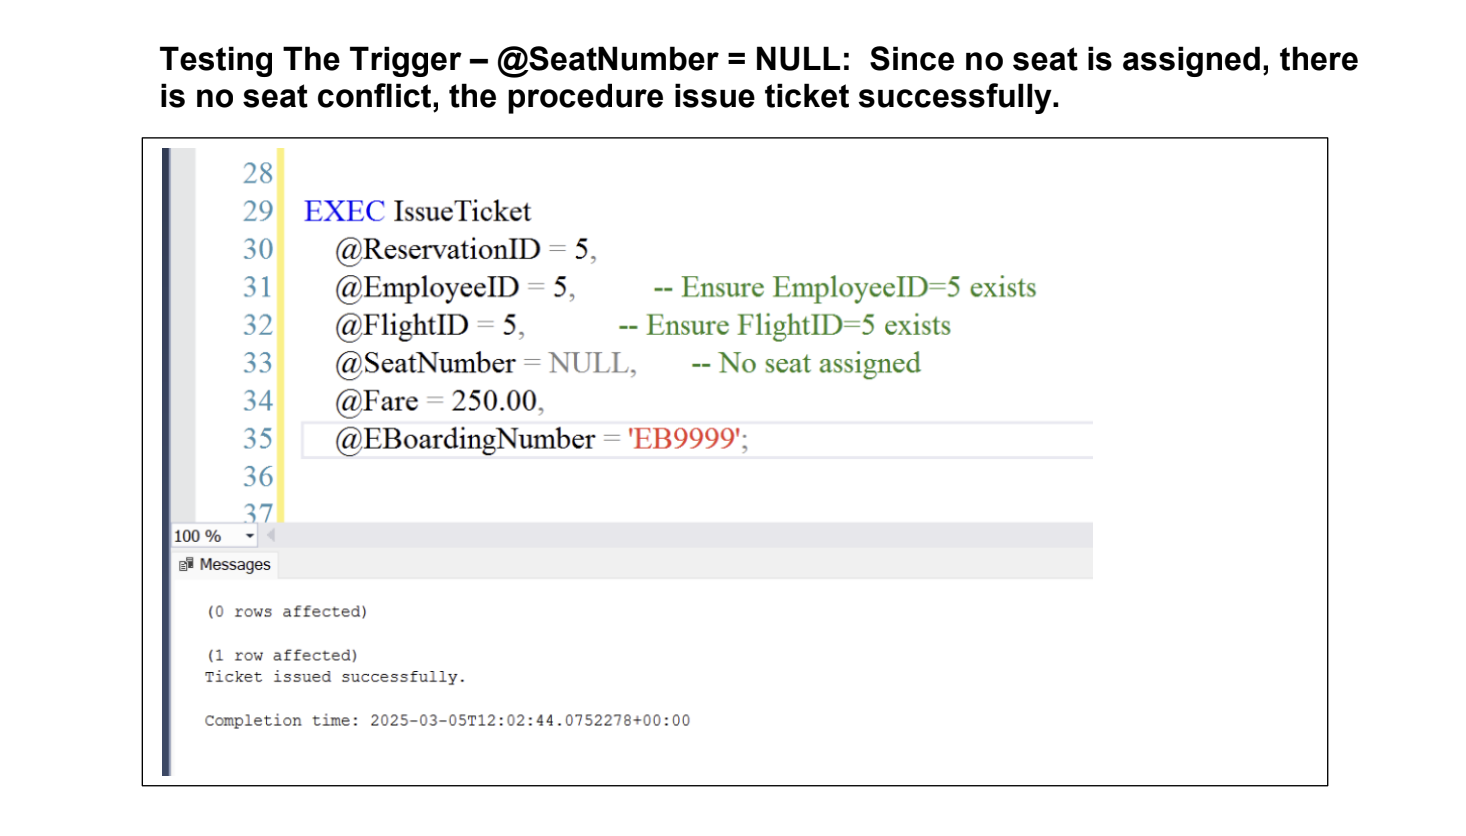 Testing The Trigger – @SeatNumber = NULL:  Since no seat is assigned, there
is no seat conflict, the procedure issue ticket successfully.
28
29 EXEC IssueTicket
30 @ReservationID = 5,
31 @EmployeeID = 5, -- Ensure EmployeeID=5 exists
32 @FlightID = 5, -- Ensure FlightID=5 exists
33 @SeatNumber = NULL, -- No seat assigned
34 @Fare = 250.00,
35 @EBoardingNumber = 'EB9999';
36
37
100 %
Messages
(0 rows affected)
(1 row affected)
Ticket issued successfully.
Completion time: 2025-03-05T12:02:44.0752278+00:00